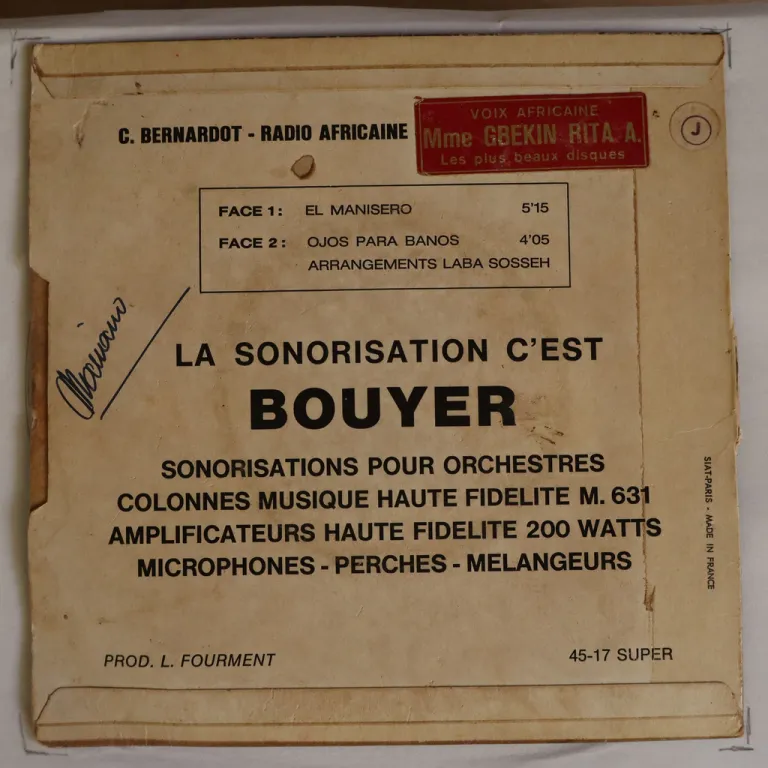 C. BERNARDOT - RADIO AFRICAINE
VOIX AFRICAINE
Mme GBEKIN RITA A.
Les plus beaux disques
J
FACE 1 : EL MANISERO 5'15
FACE 2 : OJOS PARA BANOS 4'05
ARRANGEMENTS LABA SOSSEH
LA SONORISATION C'EST
BOUYER
SONORISATIONS POUR ORCHESTRES
COLONNES MUSIQUE HAUTE FIDELITE M. 631
AMPLIFICATEURS HAUTE FIDELITE 200 WATTS
MICROPHONES - PERCHES - MELANGEURS
SIAT-PARIS - MADE IN FRANCE
PROD. L. FOURMENT
45-17 SUPER